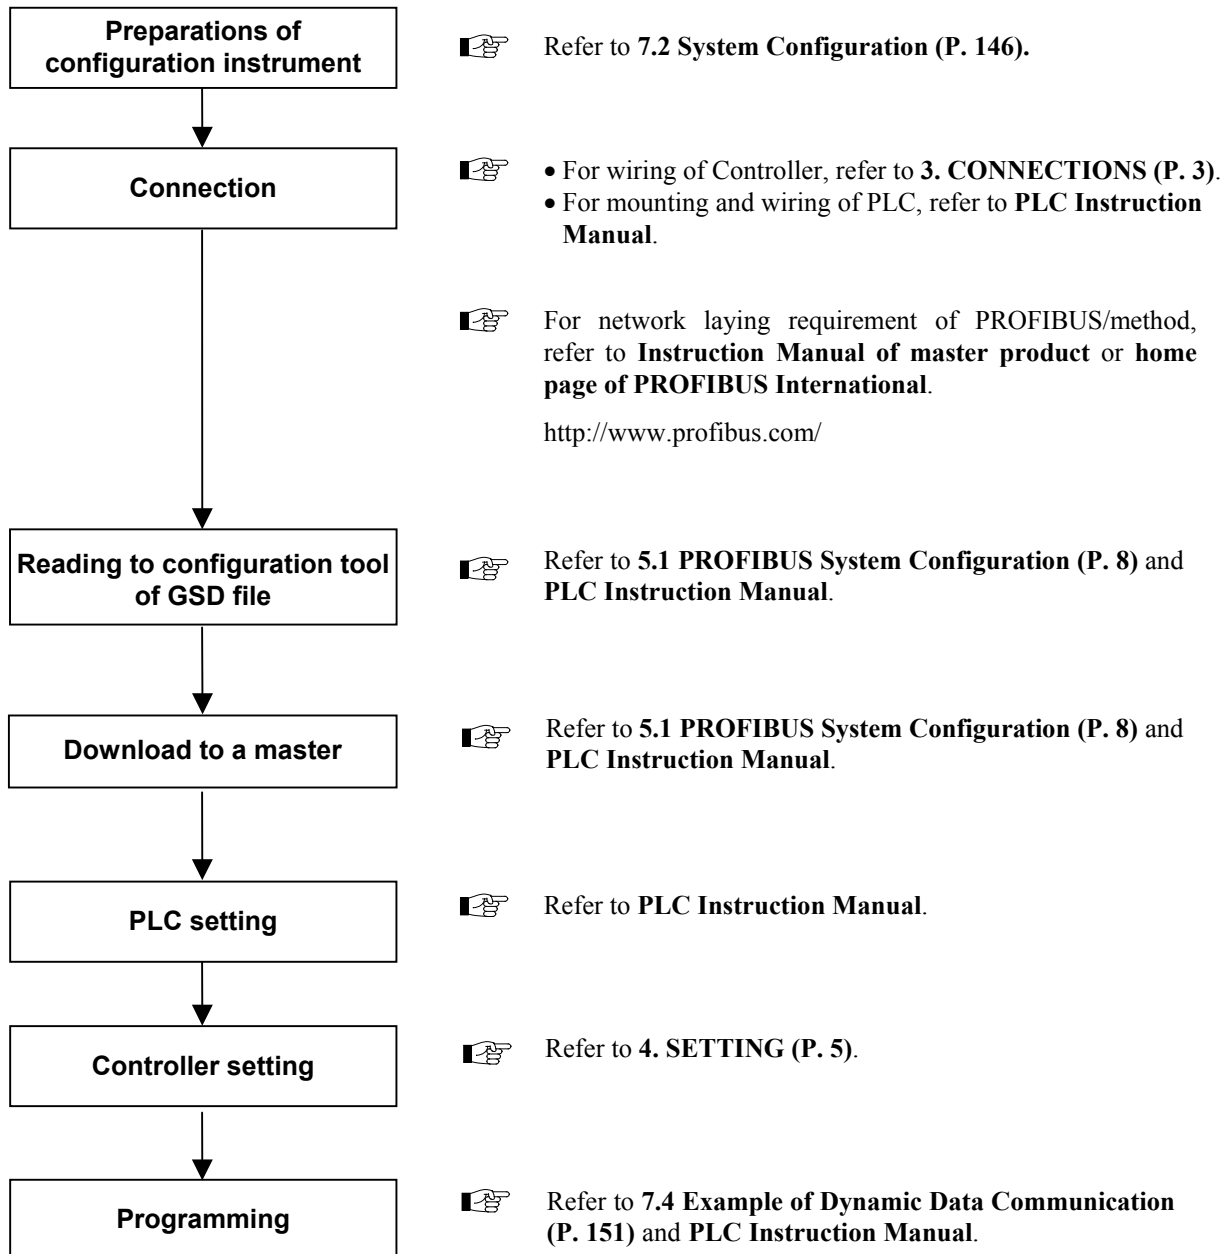 Preparations of
configuration instrument
Refer to 7.2 System Configuration (P. 146).
Connection
• For wiring of Controller, refer to 3. CONNECTIONS (P. 3).
• For mounting and wiring of PLC, refer to PLC Instruction
Manual.
For network laying requirement of PROFIBUS/method,
refer to Instruction Manual of master product or home
page of PROFIBUS International.
http://www.profibus.com/
Reading to configuration tool
of GSD file
Refer to 5.1 PROFIBUS System Configuration (P. 8) and
PLC Instruction Manual.
Download to a master
Refer to 5.1 PROFIBUS System Configuration (P. 8) and
PLC Instruction Manual.
PLC setting
Refer to PLC Instruction Manual.
Controller setting
Refer to 4. SETTING (P. 5).
Programming
Refer to 7.4 Example of Dynamic Data Communication
(P. 151) and PLC Instruction Manual.